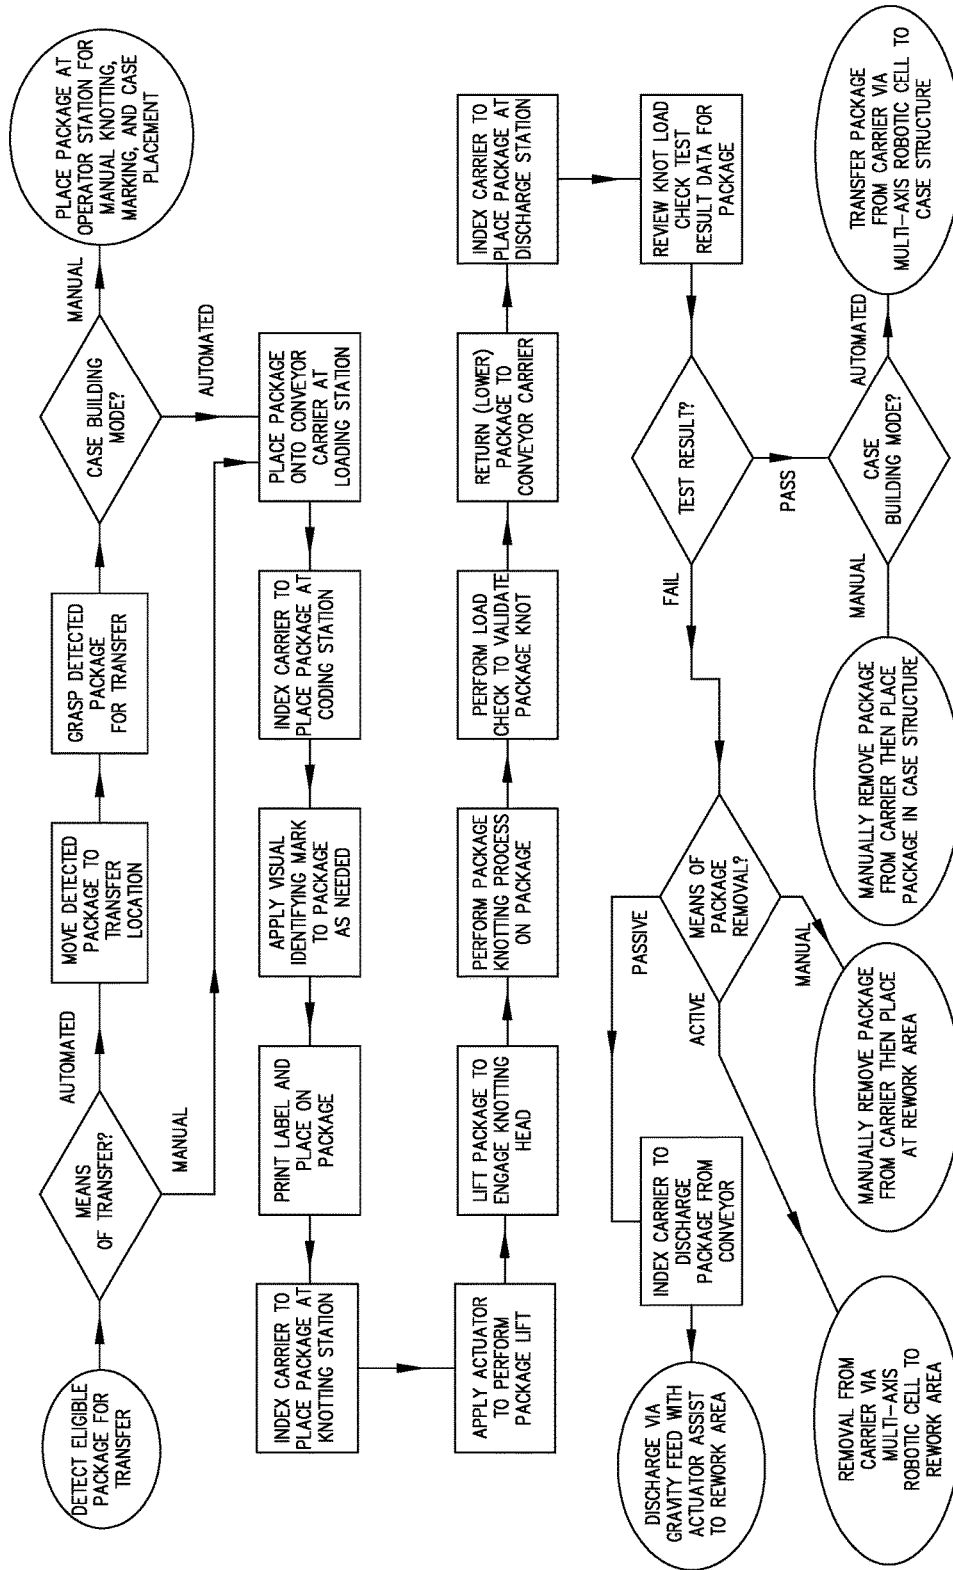 DETECT ELIGIBLE
PACKAGE FOR
TRANSFER
MEANS
OF TRANSFER?
AUTOMATED
MANUAL
MOVE DETECTED
PACKAGE TO
TRANSFER
LOCATION
GRASP DETECTED
PACKAGE
FOR TRANSFER
CASE BUILDING
MODE?
MANUAL
AUTOMATED
PLACE PACKAGE AT
OPERATOR STATION FOR
MANUAL KNOTTING,
MARKING, AND CASE
PLACEMENT
PLACE PACKAGE
ONTO CONVEYOR
CARRIER AT
LOADING STATION
INDEX CARRIER TO
PLACE PACKAGE AT
CODING STATION
APPLY VISUAL
IDENTIFYING MARK
TO PACKAGE
AS NEEDED
PRINT LABEL AND
PLACE ON
PACKAGE
INDEX CARRIER TO
PLACE PACKAGE AT
KNOTTING STATION
APPLY ACTUATOR
TO PERFORM
PACKAGE LIFT
LIFT PACKAGE TO
ENGAGE KNOTTING
HEAD
PERFORM PACKAGE
KNOTTING PROCESS
ON PACKAGE
PERFORM LOAD
CHECK TO VALIDATE
PACKAGE KNOT
RETURN (LOWER)
PACKAGE TO
CONVEYOR CARRIER
INDEX CARRIER TO
PLACE PACKAGE AT
DISCHARGE STATION
REVIEW KNOT LOAD
CHECK TEST
RESULT DATA FOR
PACKAGE
TEST RESULT?
FAIL
PASS
MEANS OF
PACKAGE
REMOVAL?
PASSIVE
ACTIVE
MANUAL
INDEX CARRIER TO
DISCHARGE
PACKAGE FROM
CONVEYOR
DISCHARGE VIA
GRAVITY FEED WITH
ACTUATOR ASSIST
TO REWORK AREA
REMOVAL FROM
CARRIER VIA
MULTI-AXIS
ROBOTIC CELL TO
REWORK AREA
MANUALLY REMOVE PACKAGE
FROM CARRIER THEN PLACE
AT REWORK AREA
CASE
BUILDING MODE?
MANUAL
AUTOMATED
MANUALLY REMOVE PACKAGE
FROM CARRIER THEN PLACE
PACKAGE IN CASE STRUCTURE
TRANSFER PACKAGE
FROM CARRIER VIA
MULTI-AXIS ROBOTIC CELL TO
CASE STRUCTURE